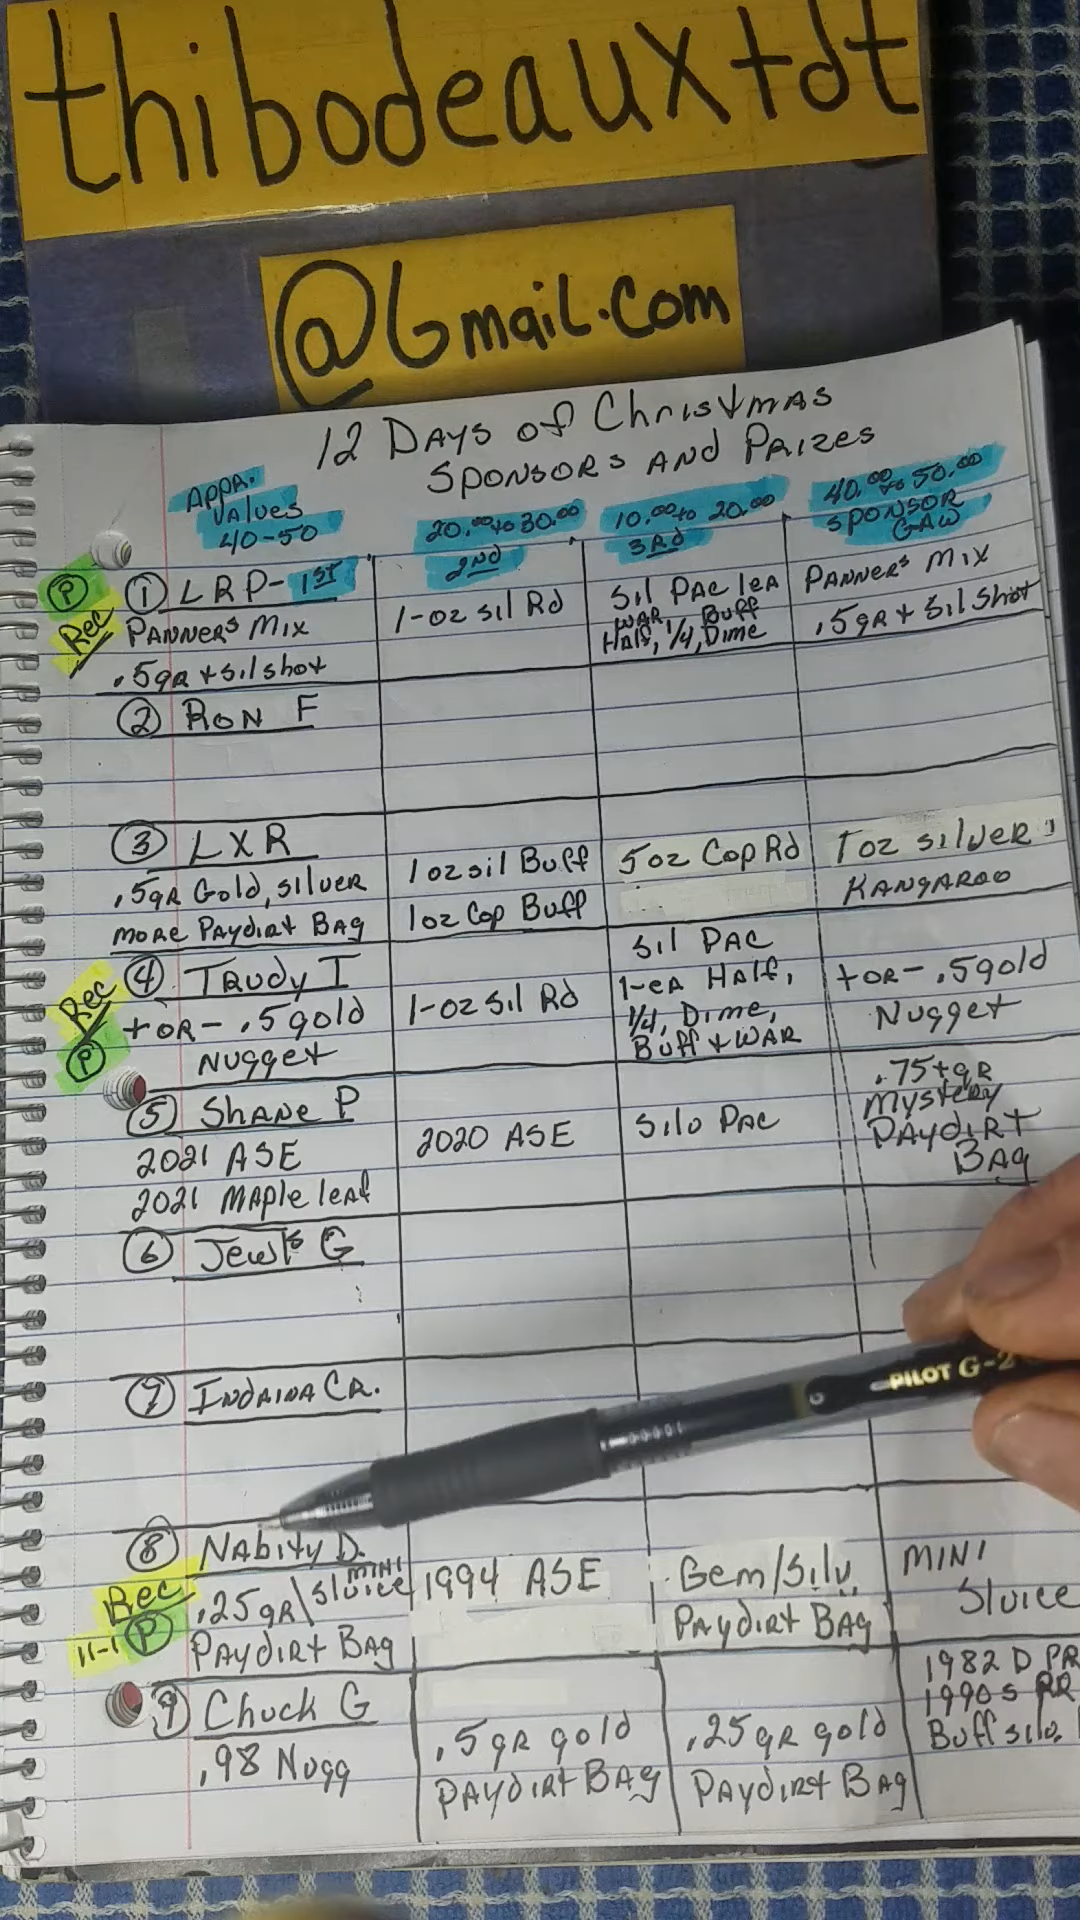 thibodeauxtdt
@Gmail.com
12 Days of Christmas
Sponsors and Prizes
Appr. Values 40-50
20.00 to 30.00 2nd
10.00 to 20.00 3rd
40.00 to 50.00 Sponsor GAW
P Rec
1 LRP- 1st
Panners Mix
.5gr + Silshot
1-oz Sil Rd
Sil Pac 1ea
WAR, Buff
Half, 1/4, Dime
Panners Mix
.5gr + Sil Shot
2 Ron F
3 LXR
.5gr Gold, Silver
more Paydirt Bag
1oz Sil Buff
1oz Cop Buff
5oz Cop Rd
1oz Silver
Kangaroo
Rec P
4 Trudy I
+ or - .5 gold
Nugget
1-oz Sil Rd
Sil Pac
1-ea Half,
1/4, Dime,
Buff + WAR
+ or - .5 gold
Nugget
5 Shane P
2021 ASE
2021 Maple leaf
2020 ASE
Silo Pac
.75+gr
Mystery
Paydirt
Bag
6 Jewls G
7 Indaina Cr.
PILOT G-2
Rec
11-1 P
8 Nabity D.
.25gr\ Mini Sluice
Paydirt Bag
1994 ASE
Gem/Silv.
Paydirt Bag
Mini
Sluice
9 Chuck G
.98 Nugg
.5gr gold
Paydirt Bag
.25gr gold
Paydirt Bag
1982 D PR
1990 S PR
Buff silo.